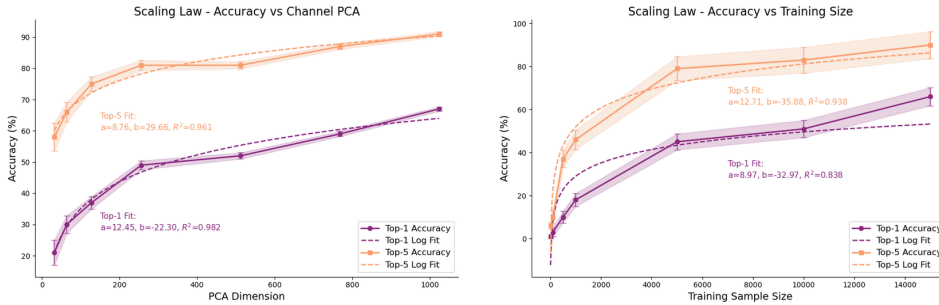 Scaling Law - Accuracy vs Channel PCA
Accuracy (%)
90
80
70
60
50
40
30
20
Top-5 Fit:
a=8.76, b=29.66, R²=0.961
Top-1 Fit:
a=12.45, b=-22.30, R²=0.982
Top-1 Accuracy
Top-1 Log Fit
Top-5 Accuracy
Top-5 Log Fit
0 200 400 600 800 1000
PCA Dimension
Scaling Law - Accuracy vs Training Size
Accuracy (%)
100
80
60
40
20
0
Top-5 Fit:
a=12.71, b=-35.88, R²=0.938
Top-1 Fit:
a=8.97, b=-32.97, R²=0.838
Top-1 Accuracy
Top-1 Log Fit
Top-5 Accuracy
Top-5 Log Fit
0 2000 4000 6000 8000 10000 12000 14000
Training Sample Size